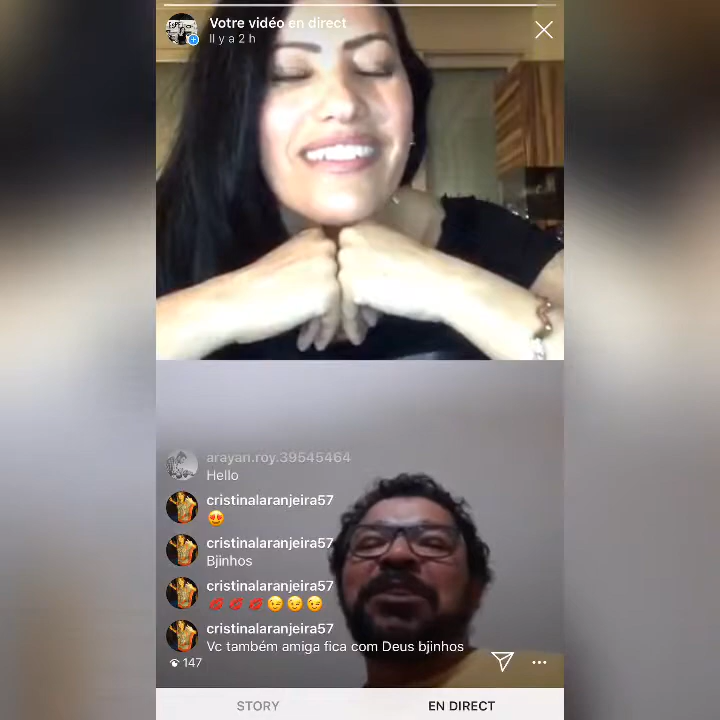 Votre vidéo en direct
Il y a 2 h
arayan.roy.39545464
Hello
cristinalaranjeira57
😍
cristinalaranjeira57
Bjinhos
cristinalaranjeira57
💋💋💋😉😉😉
cristinalaranjeira57
Vc também amiga fica com Deus bjinhos
147
STORY
EN DIRECT